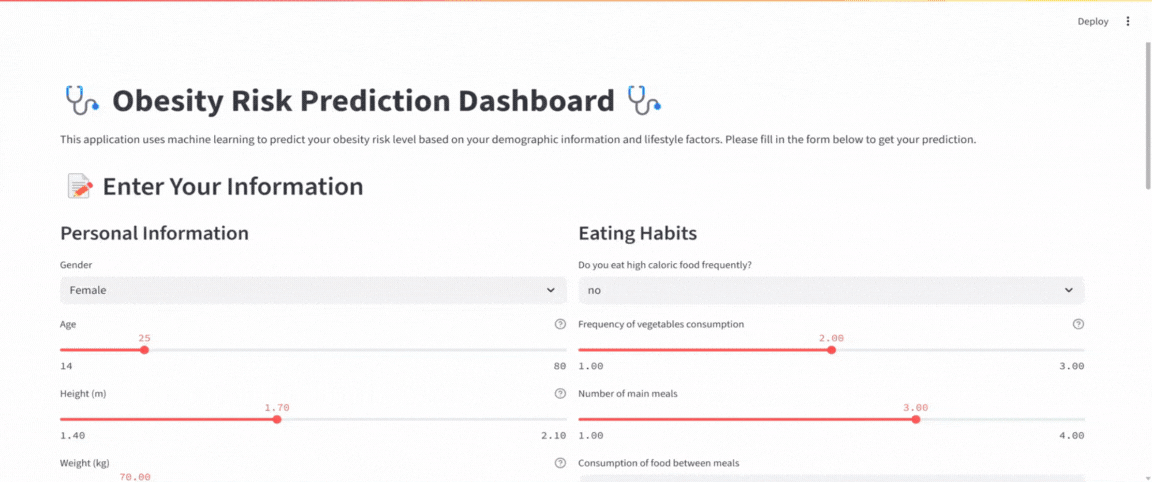 Deploy
Obesity Risk Prediction Dashboard
This application uses machine learning to predict your obesity risk level based on your demographic information and lifestyle factors. Please fill in the form below to get your prediction.
Enter Your Information
Personal Information
Gender
Female
Age
25
14 80
Height (m)
1.70
1.40 2.10
Weight (kg)
70.00
Eating Habits
Do you eat high caloric food frequently?
no
Frequency of vegetables consumption
2.00
1.00 3.00
Number of main meals
3.00
1.00 4.00
Consumption of food between meals